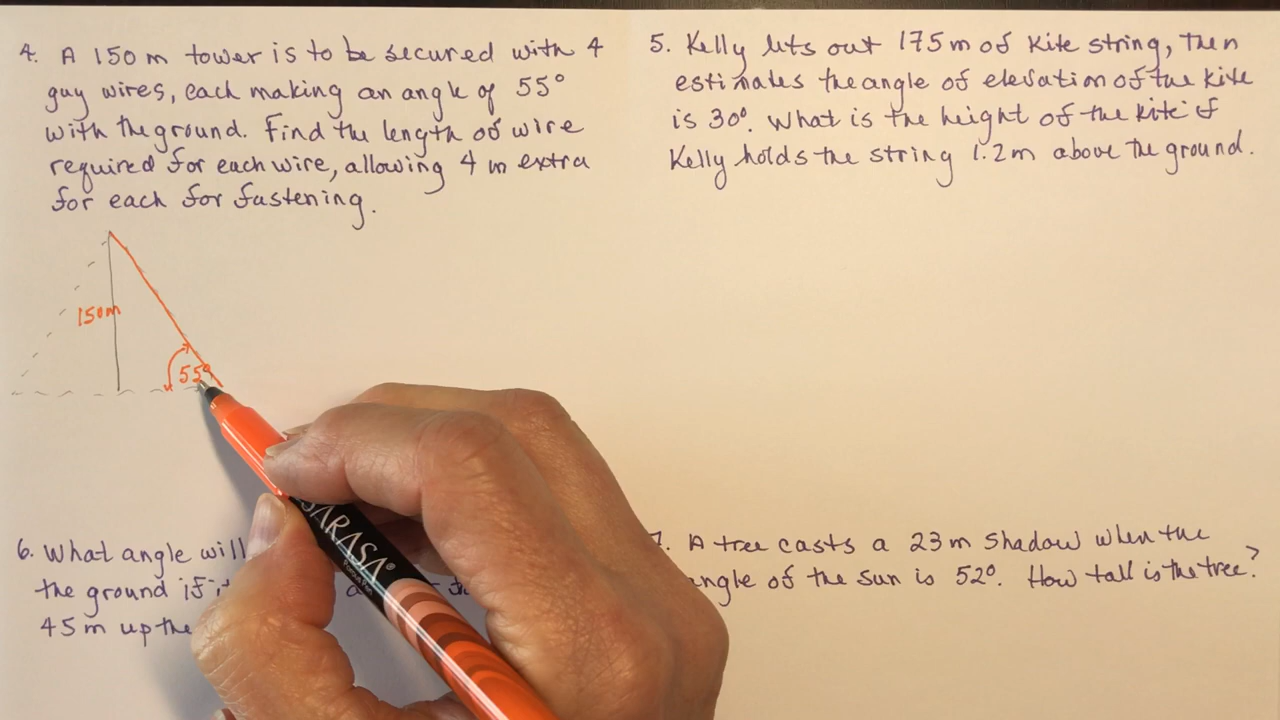 4. A 150 m tower is to be secured with 4
guy wires, each making an angle of 55°
with the ground. Find the length of wire
required for each wire, allowing 4 m extra
for each for fastening.
150m
55°
5. Kelly lets out 175 m of kite string, then
estimates the angle of elevation of the kite
is 30°. What is the height of the kite if
Kelly holds the string 1.2 m above the ground.
6. What angle will
the ground if
45 m up the
7. A tree casts a 23 m shadow when the
angle of the sun is 52°. How tall is the tree?
SARASA®